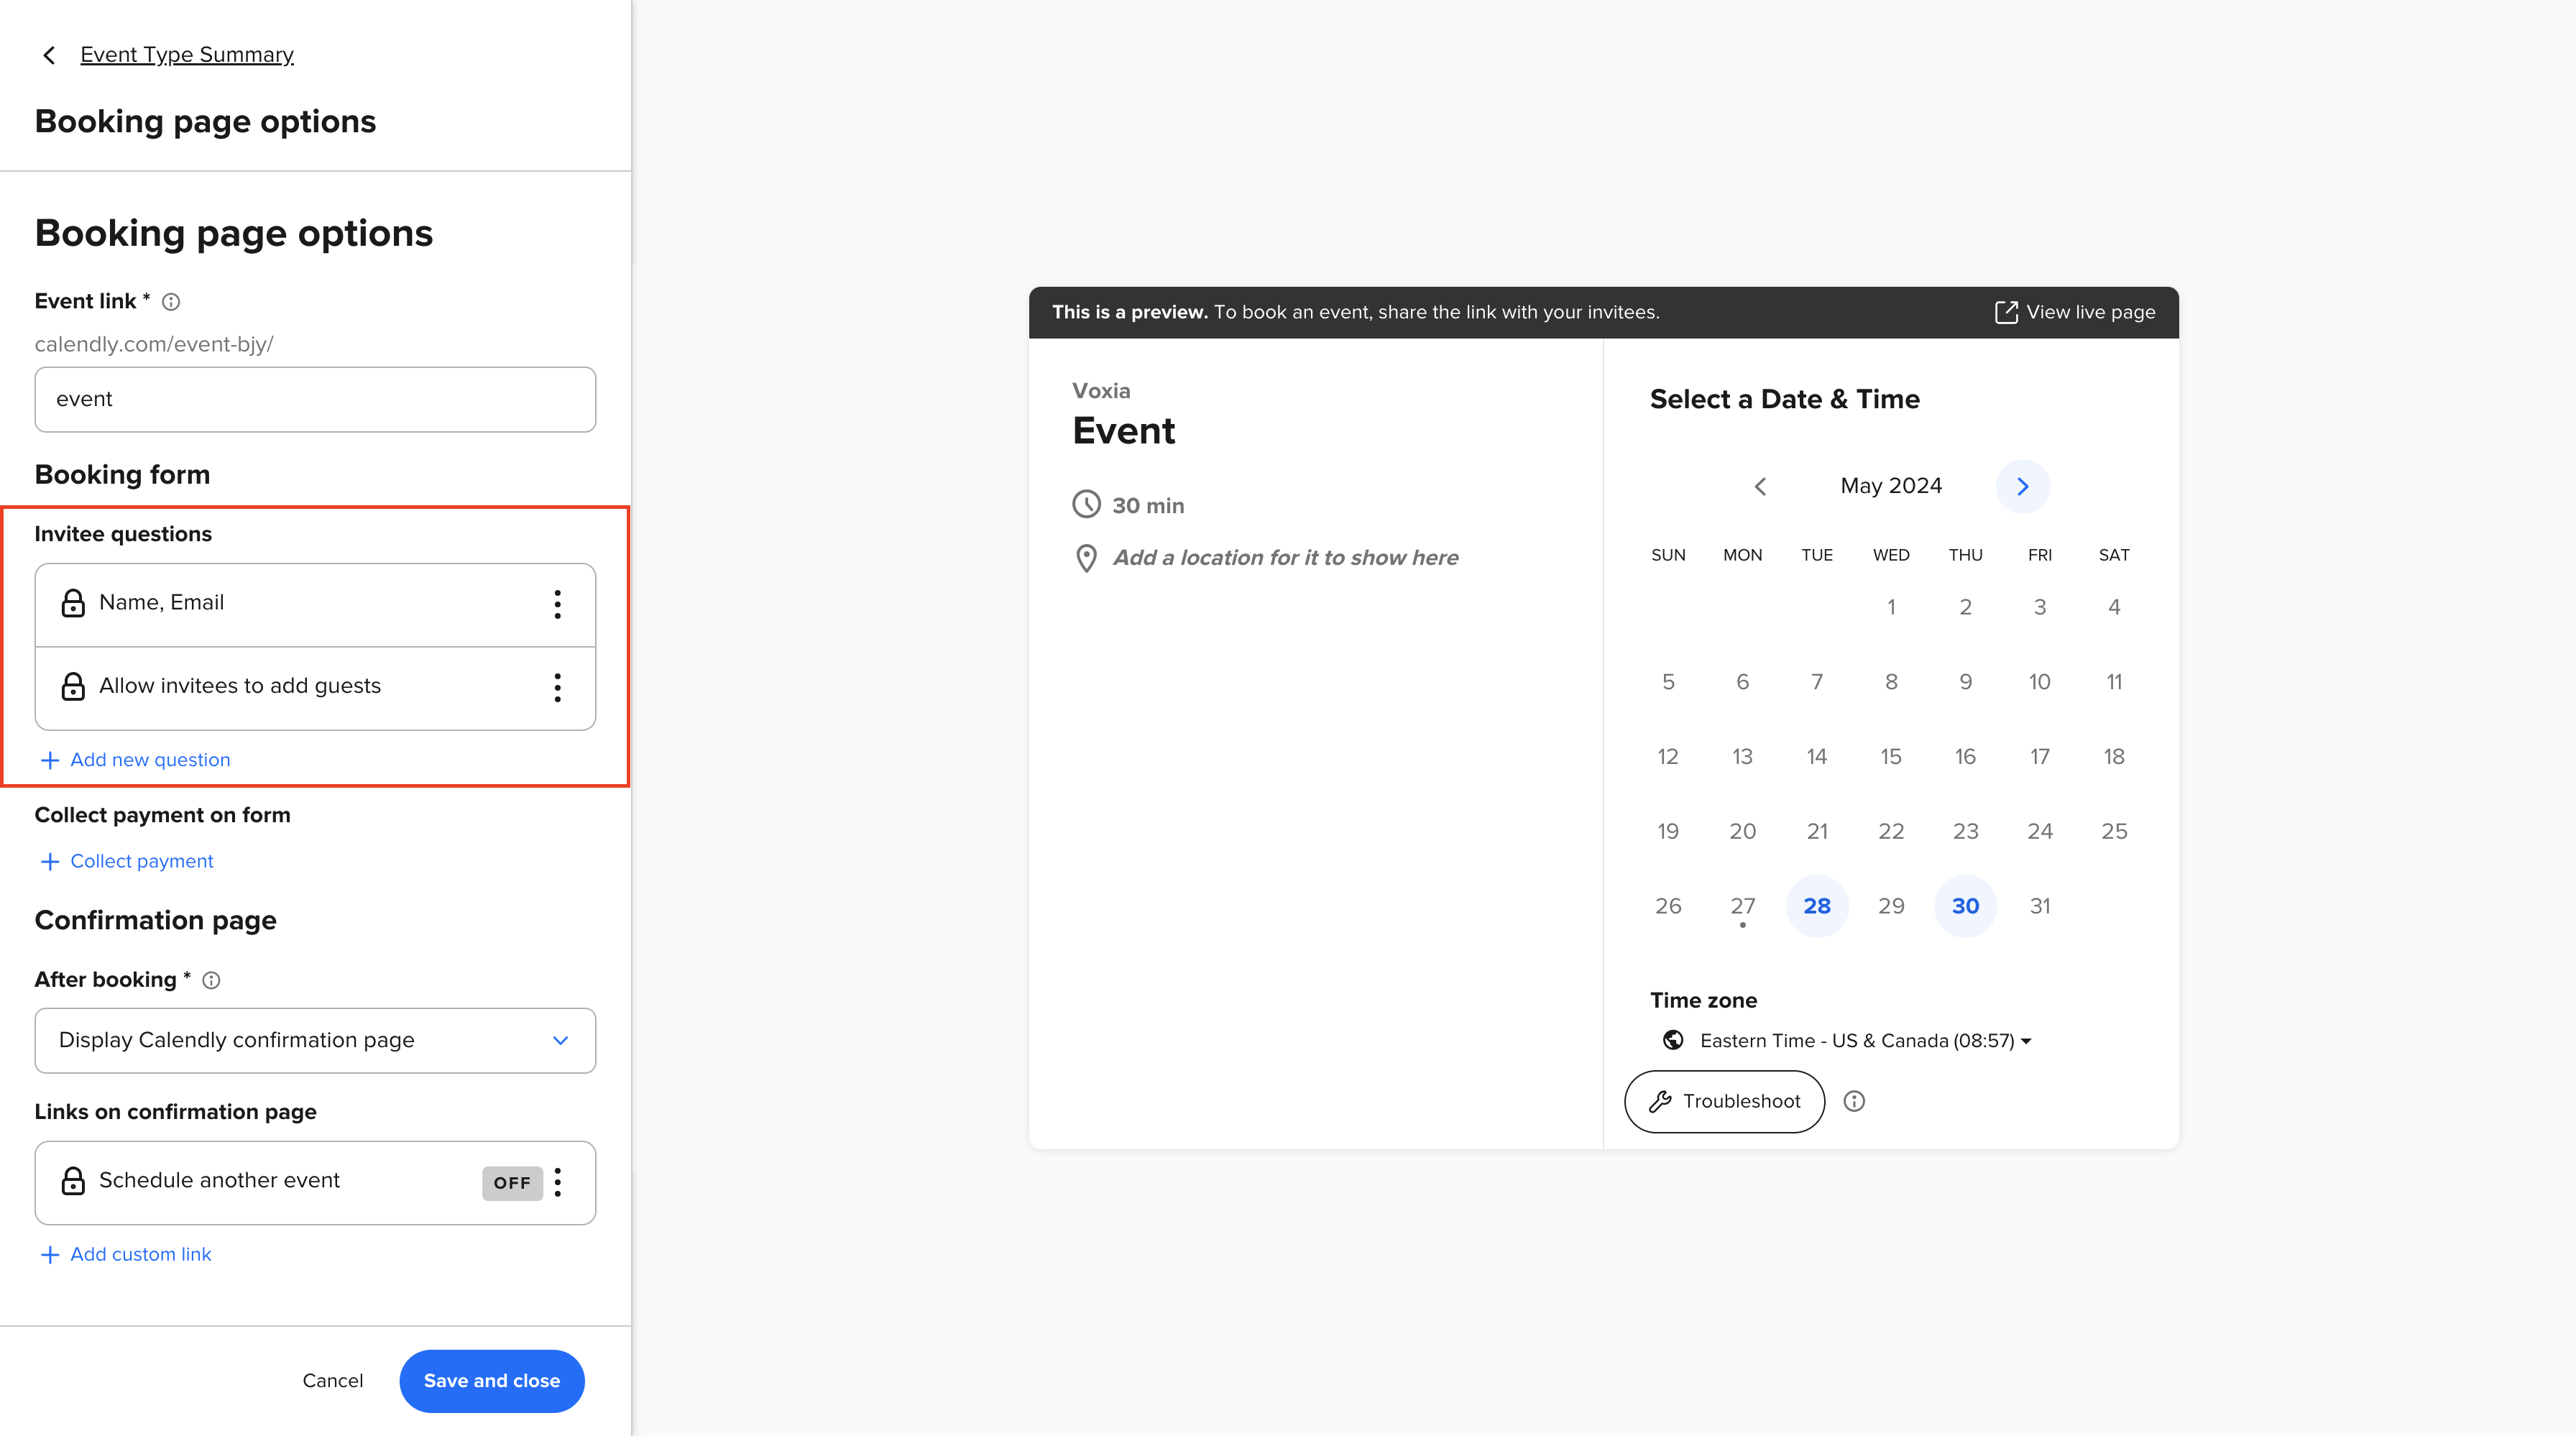 Event Type Summary
Booking page options
Booking page options
Event link *
calendly.com/event-bjy/
event
Booking form
Invitee questions
Name, Email
Allow invitees to add guests
Add new question
Collect payment on form
Collect payment
Confirmation page
After booking *
Display Calendly confirmation page
Links on confirmation page
Schedule another event OFF
Add custom link
Cancel Save and close
This is a preview. To book an event, share the link with your invitees. View live page
Voxia
Event
30 min
Add a location for it to show here
Select a Date & Time
May 2024
SUN MON TUE WED THU FRI SAT
1 2 3 4
5 6 7 8 9 10 11
12 13 14 15 16 17 18
19 20 21 22 23 24 25
26 27 28 29 30 31
Time zone
Eastern Time - US & Canada (08:57)
Troubleshoot